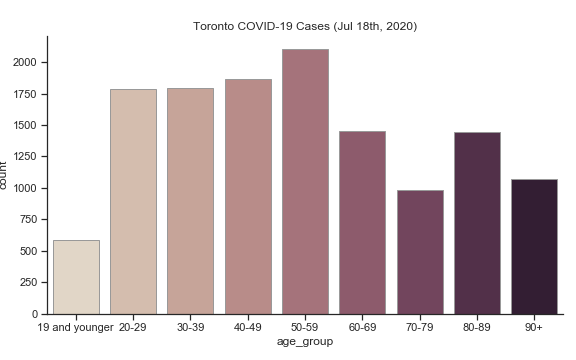 Toronto COVID-19 Cases (Jul 18th, 2020)
2000
1750
1500
1250
1000
750
500
250
0
count
19 and younger 20-29 30-39 40-49 50-59 60-69 70-79 80-89 90+
age_group